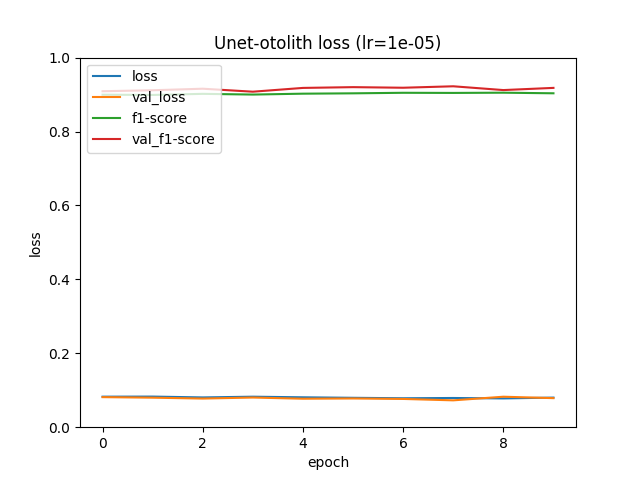 Unet-otolith loss (lr=1e-05)
1.0
0.8
0.6
0.4
0.2
0.0
loss
loss
val_loss
f1-score
val_f1-score
0 2 4 6 8
epoch